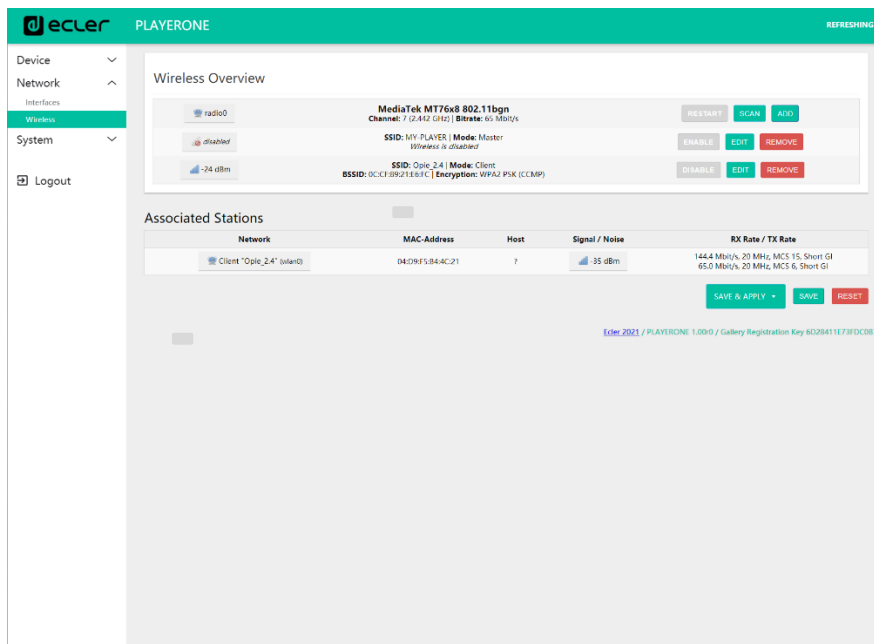 ecler PLAYERONE REFRESHING
Device
Network
Interfaces
Wireless
System
Logout
Wireless Overview
radio0 MediaTek MT76x8 802.11bgn RESTART SCAN ADD
Channel: 7 (2.442 GHz) | Bitrate: 65 Mbit/s
disabled SSID: MY-PLAYER | Mode: Master ENABLE EDIT REMOVE
Wireless is disabled
-24 dBm SSID: Opie_2.4 | Mode: Client DISABLE EDIT REMOVE
BSSID: 0C:CF:89:21:E6:FC | Encryption: WPA2 PSK (CCMP)
Associated Stations
Network MAC-Address Host Signal / Noise RX Rate / TX Rate
Client "Opie_2.4" (wlan0) 04:D9:F5:B4:4C:21 ? -35 dBm 144.4 Mbit/s, 20 MHz, MCS 15, Short GI
65.0 Mbit/s, 20 MHz, MCS 6, Short GI
SAVE & APPLY SAVE RESET
Ecler 2021 / PLAYERONE 1.00r0 / Gallery Registration Key 6D28411E73FDC08